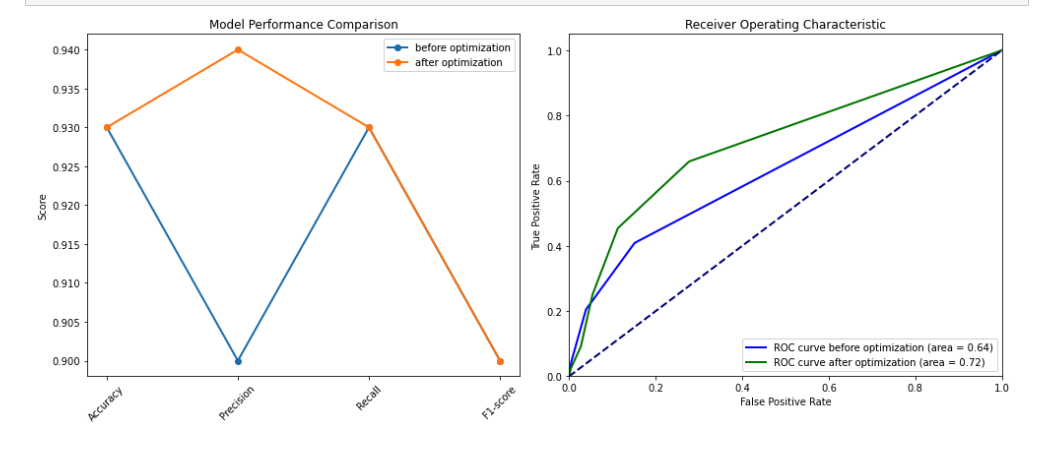 Model Performance Comparison
before optimization
after optimization
0.940
0.935
0.930
0.925
0.920
0.915
0.910
0.905
0.900
Score
Accuracy
Precision
Recall
F1-score
Receiver Operating Characteristic
1.0
0.8
0.6
0.4
0.2
0.0
True Positive Rate
ROC curve before optimization (area = 0.64)
ROC curve after optimization (area = 0.72)
0.0 0.2 0.4 0.6 0.8 1.0
False Positive Rate